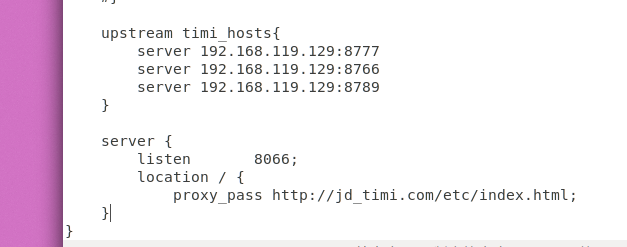 upstream timi_hosts{
        server 192.168.119.129:8777
        server 192.168.119.129:8766
        server 192.168.119.129:8789
    }

    server {
        listen       8066;
        location / {
            proxy_pass http://jd_timi.com/etc/index.html;
    }
}